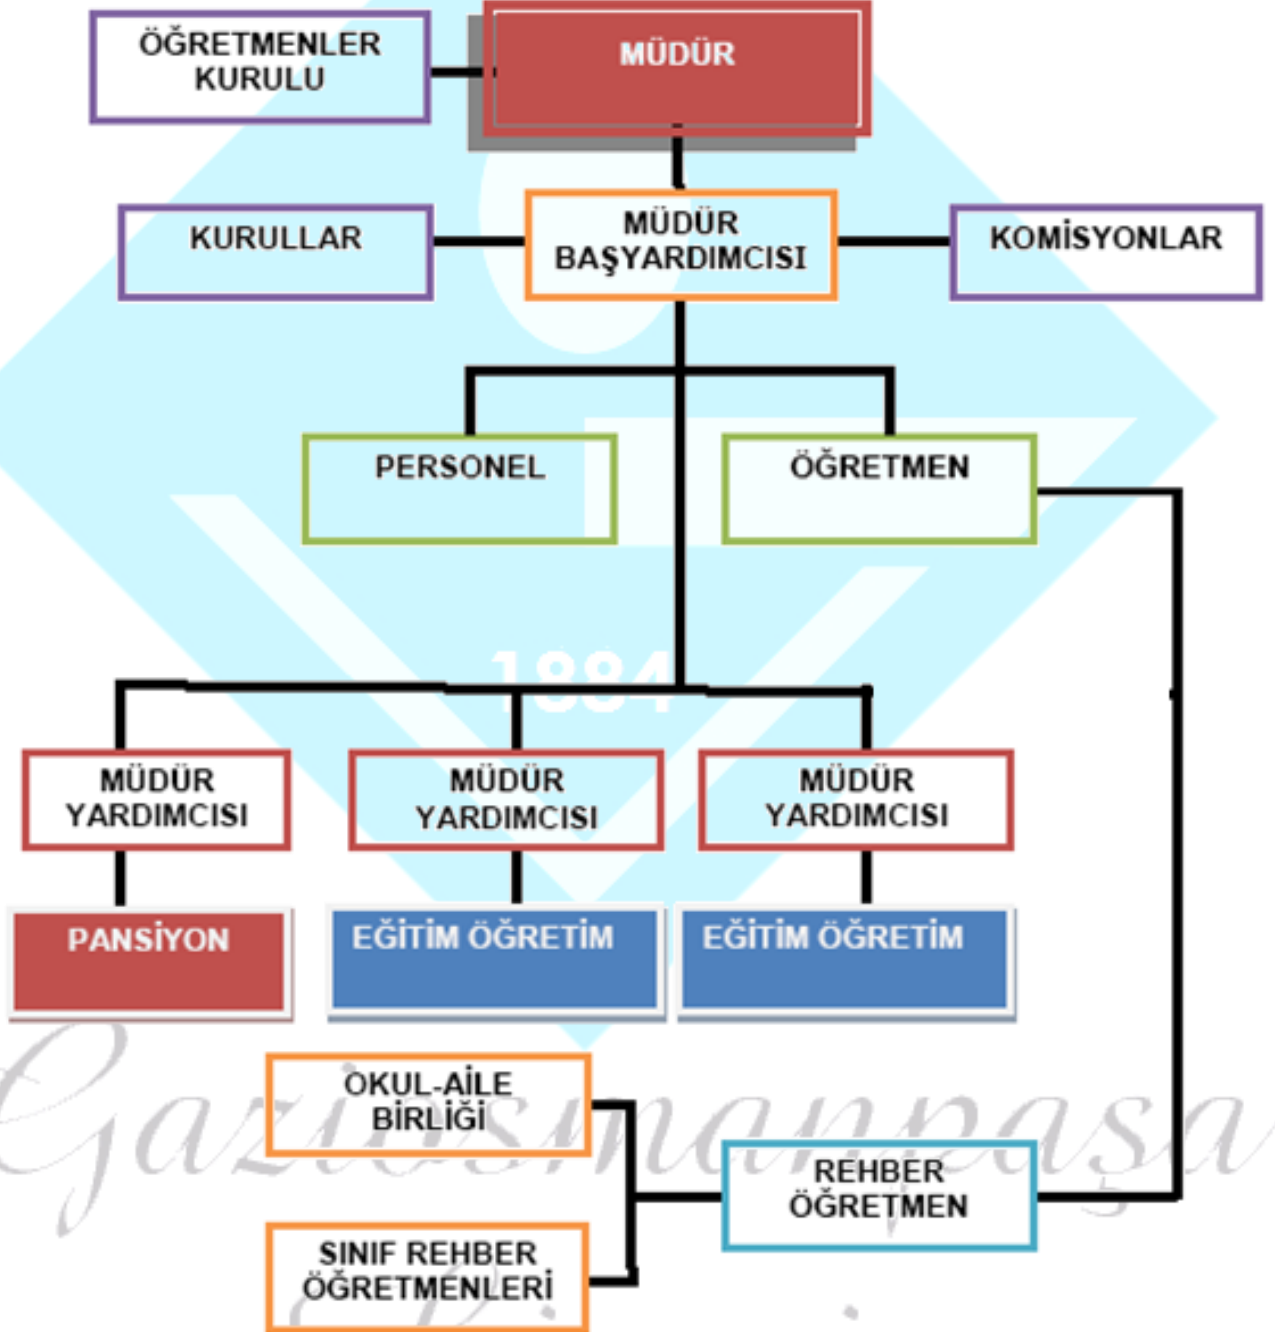 ÖĞRETMENLER
KURULU
MÜDÜR
KURULLAR
MÜDÜR
BAŞYARDIMCISI
KOMİSYONLAR
PERSONEL
ÖĞRETMEN
1884
MÜDÜR
YARDIMCISI
MÜDÜR
YARDIMCISI
MÜDÜR
YARDIMCISI
PANSİYON
EĞİTİM ÖĞRETİM
EĞİTİM ÖĞRETİM
Gaziosmanpaşa
OKUL-AİLE
BİRLİĞİ
REHBER
ÖĞRETMEN
SINIF REHBER
ÖĞRETMENLERİ